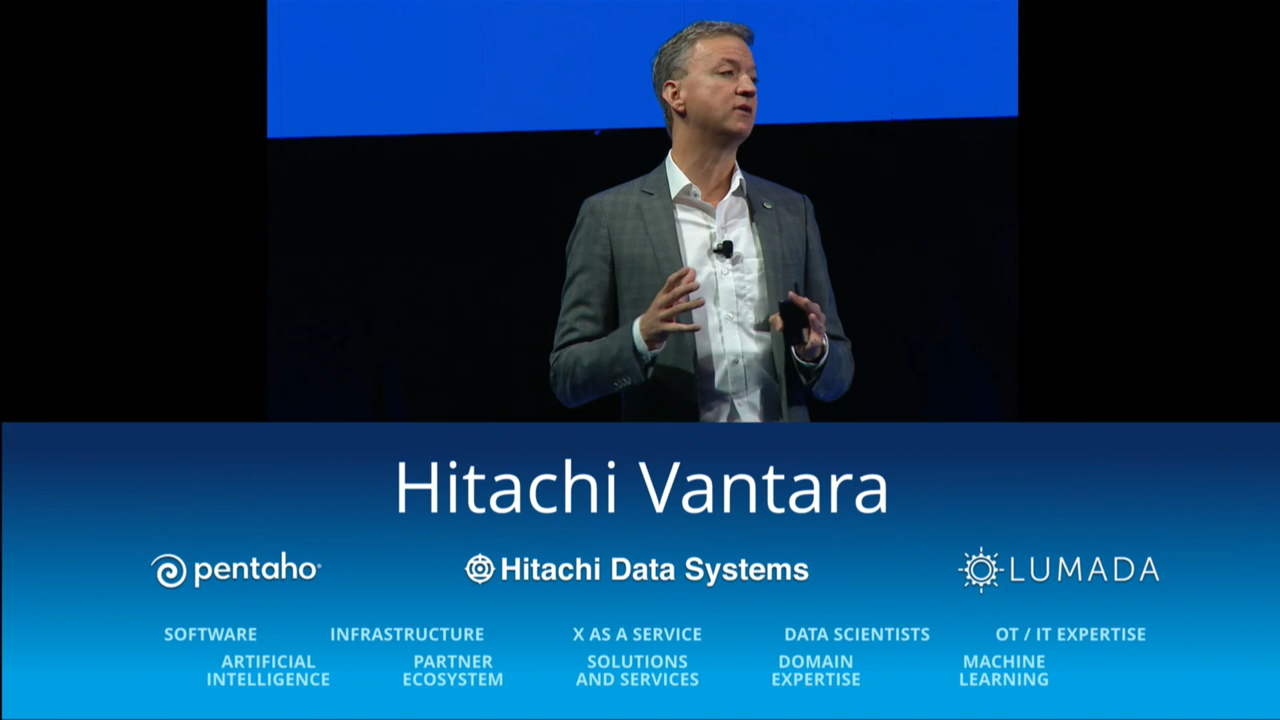 Hitachi Vantara
pentaho
Hitachi Data Systems
LUMADA
SOFTWARE
INFRASTRUCTURE
X AS A SERVICE
DATA SCIENTISTS
OT / IT EXPERTISE
ARTIFICIAL
INTELLIGENCE
PARTNER
ECOSYSTEM
SOLUTIONS
AND SERVICES
DOMAIN
EXPERTISE
MACHINE
LEARNING